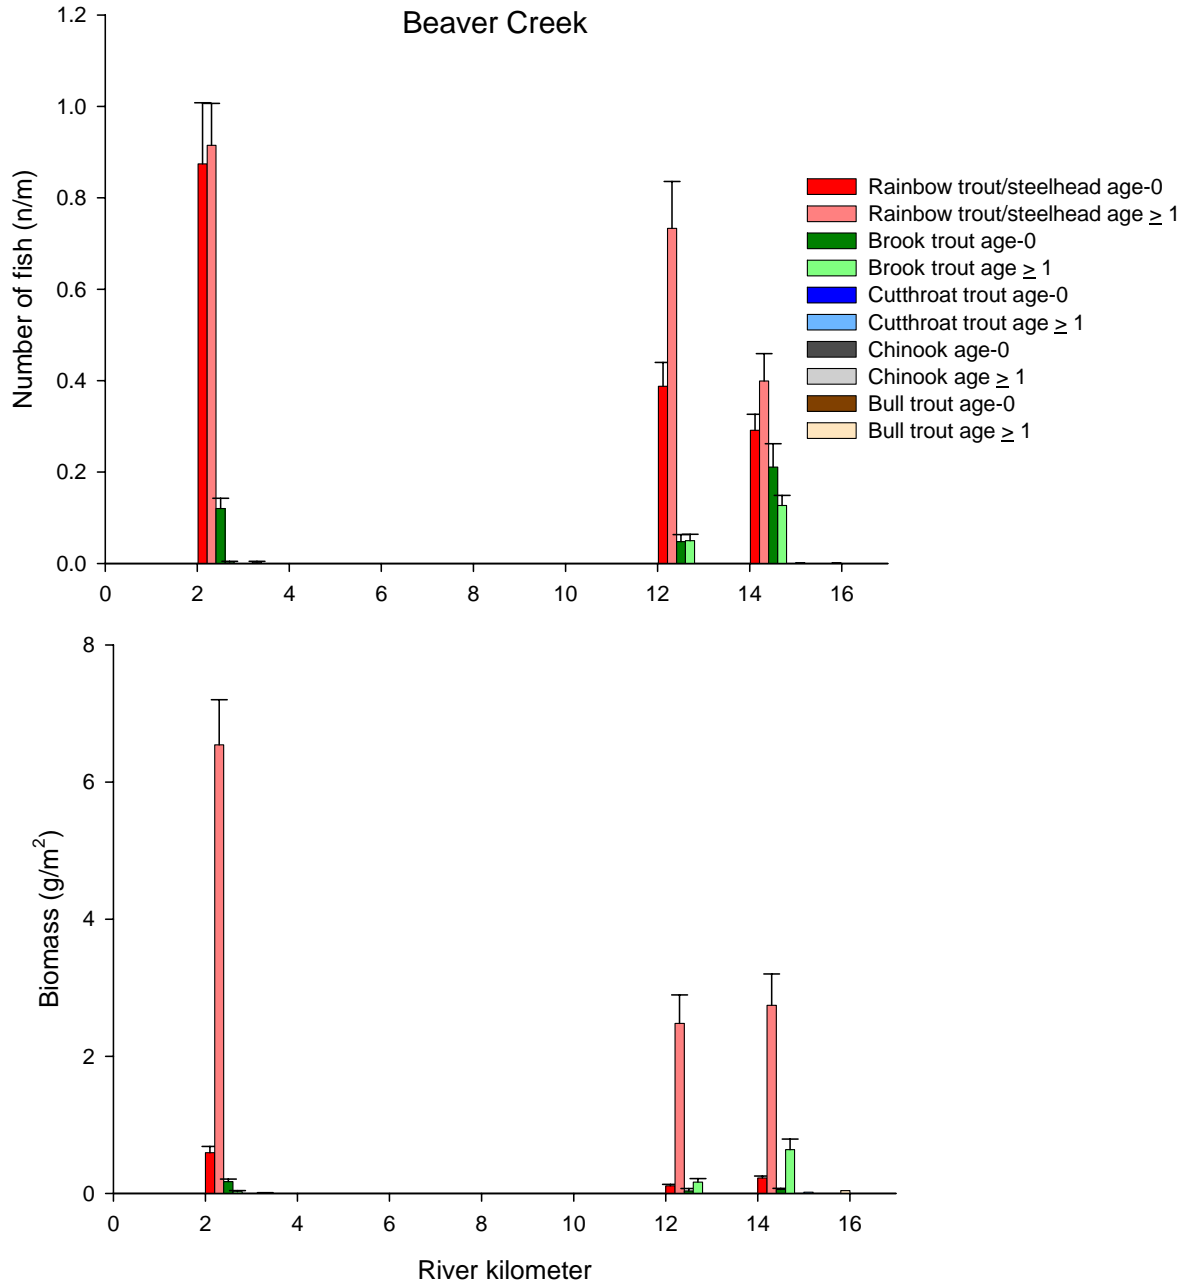 Beaver Creek
1.2
1.0
0.8
0.6
0.4
0.2
0.0
Number of fish (n/m)
0 2 4 6 8 10 12 14 16
Rainbow trout/steelhead age-0
Rainbow trout/steelhead age ≥ 1
Brook trout age-0
Brook trout age ≥ 1
Cutthroat trout age-0
Cutthroat trout age ≥ 1
Chinook age-0
Chinook age ≥ 1
Bull trout age-0
Bull trout age ≥ 1
8
6
4
2
0
Biomass (g/m²)
0 2 4 6 8 10 12 14 16
River kilometer